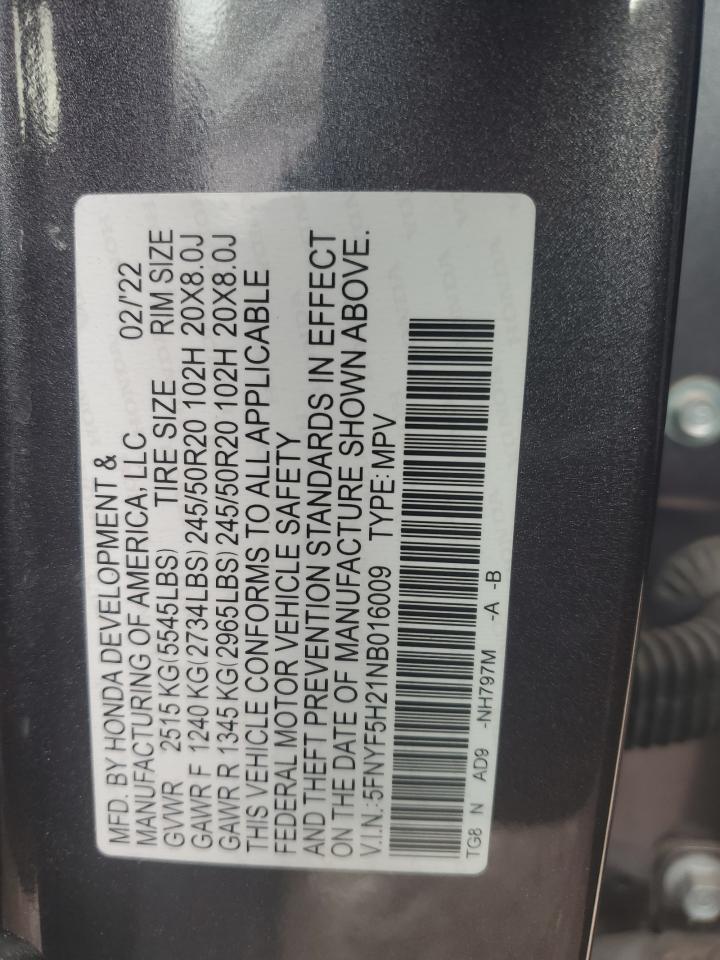 MFD. BY HONDA DEVELOPMENT & 02/'22
MANUFACTURING OF AMERICA, LLC
GVWR 2515 KG(5545LBS) TIRE SIZE RIM SIZE
GAWR F 1240 KG(2734LBS) 245/50R20 102H 20X8.0J
GAWR R 1345 KG(2965LBS) 245/50R20 102H 20X8.0J
THIS VEHICLE CONFORMS TO ALL APPLICABLE
FEDERAL MOTOR VEHICLE SAFETY
AND THEFT PREVENTION STANDARDS IN EFFECT
ON THE DATE OF MANUFACTURE SHOWN ABOVE.
V.I.N.:5FNYF5H21NB016009 TYPE:MPV
TG8 N AD9 -NH797M -A -B